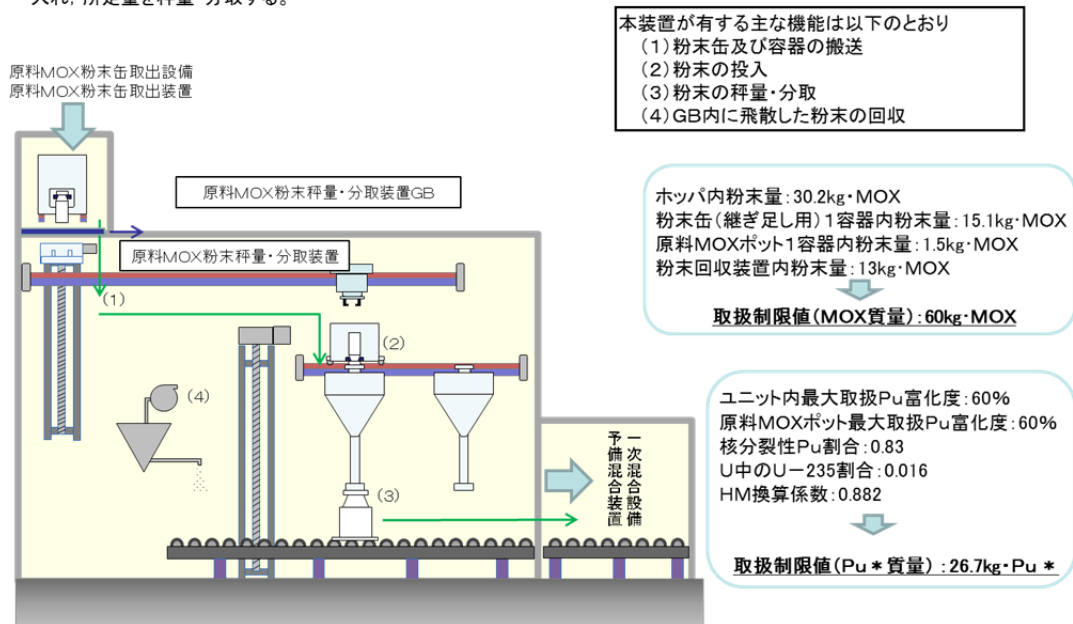 入れ，所定量を秤量・分取する。
本装置が有する主な機能は以下のとおり
（１）粉末缶及び容器の搬送
（２）粉末の投入
（３）粉末の秤量・分取
（４）GB内に飛散した粉末の回収
原料MOX粉末缶取出設備
原料MOX粉末缶取出装置
原料MOX粉末秤量・分取装置GB
原料MOX粉末秤量・分取装置
(1)
(2)
(3)
(4)
一次混合設備
予備混合装置
ホッパ内粉末量：30.2kg・MOX
粉末缶（継ぎ足し用）１容器内粉末量：15.1kg・MOX
原料MOXポット１容器内粉末量：1.5kg・MOX
粉末回収装置内粉末量：13kg・MOX
取扱制限値（MOX質量）：60kg・MOX
ユニット内最大取扱Pu富化度：60%
原料MOXポット最大取扱Pu富化度：60%
核分裂性Pu割合：0.83
U中のU－235割合：0.016
HM換算係数：0.882
取扱制限値（Pu＊質量）：26.7kg・Pu＊